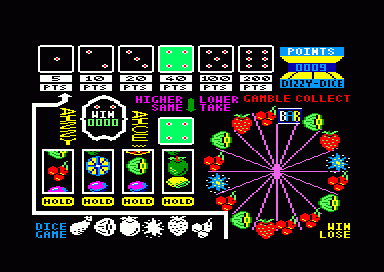 POINTS
0009
DIZZY-DICE
5 10 20 40 100 200
PTS PTS PTS PTS PTS PTS
HIGHER LOWER GAMBLE COLLECT
SAME TAKE
WIN
0000
BAR
HOLD HOLD HOLD HOLD
DICE
GAME
WIN
LOSE